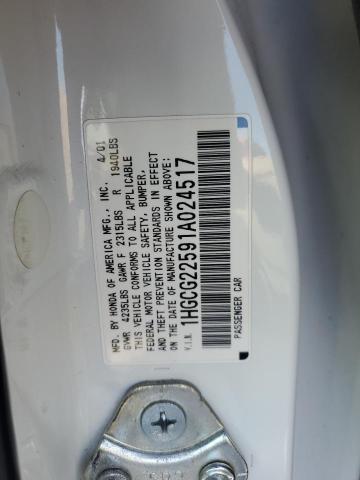 MFD. BY HONDA OF AMERICA MFG., INC. 4/01
GVWR 4235LBS GAWR F 2315LBS R 1940LBS
THIS VEHICLE CONFORMS TO ALL APPLICABLE
FEDERAL MOTOR VEHICLE SAFETY, BUMPER,
AND THEFT PREVENTION STANDARDS IN EFFECT
ON THE DATE OF MANUFACTURE SHOWN ABOVE.
V.I.N. 1HGCG22591A024517
PASSENGER CAR